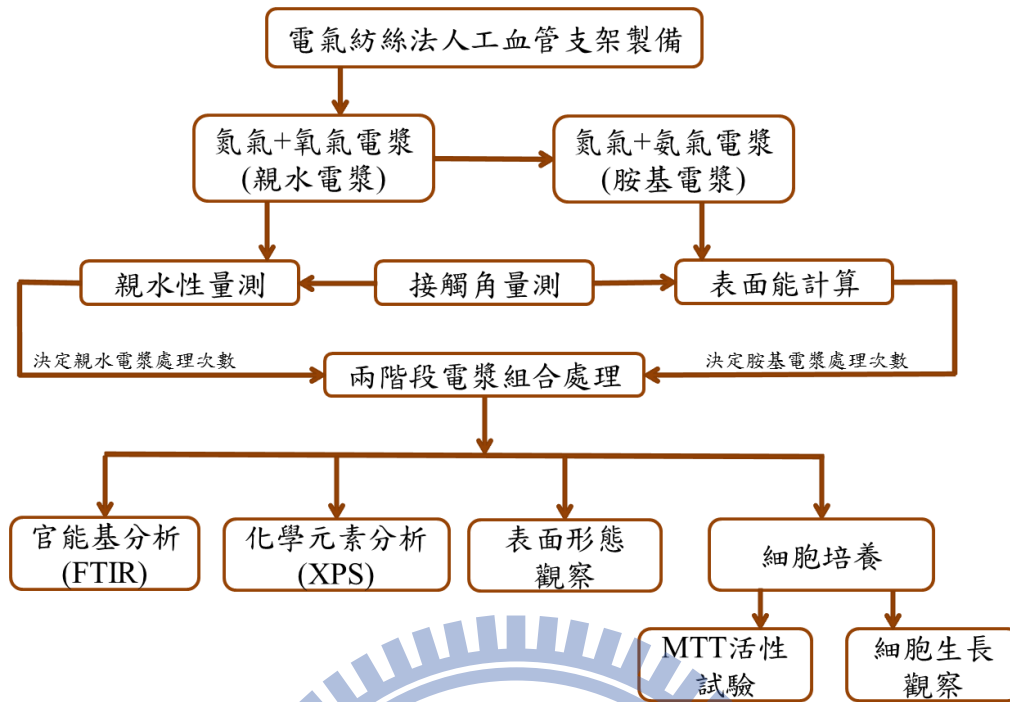 電氣紡絲法人工血管支架製備
氮氣+氧氣電漿
(親水電漿)
氮氣+氨氣電漿
(胺基電漿)
親水性量測
接觸角量測
表面能計算
決定親水電漿處理次數
決定胺基電漿處理次數
兩階段電漿組合處理
官能基分析
(FTIR)
化學元素分析
(XPS)
表面形態
觀察
細胞培養
MTT活性
試驗
細胞生長
觀察